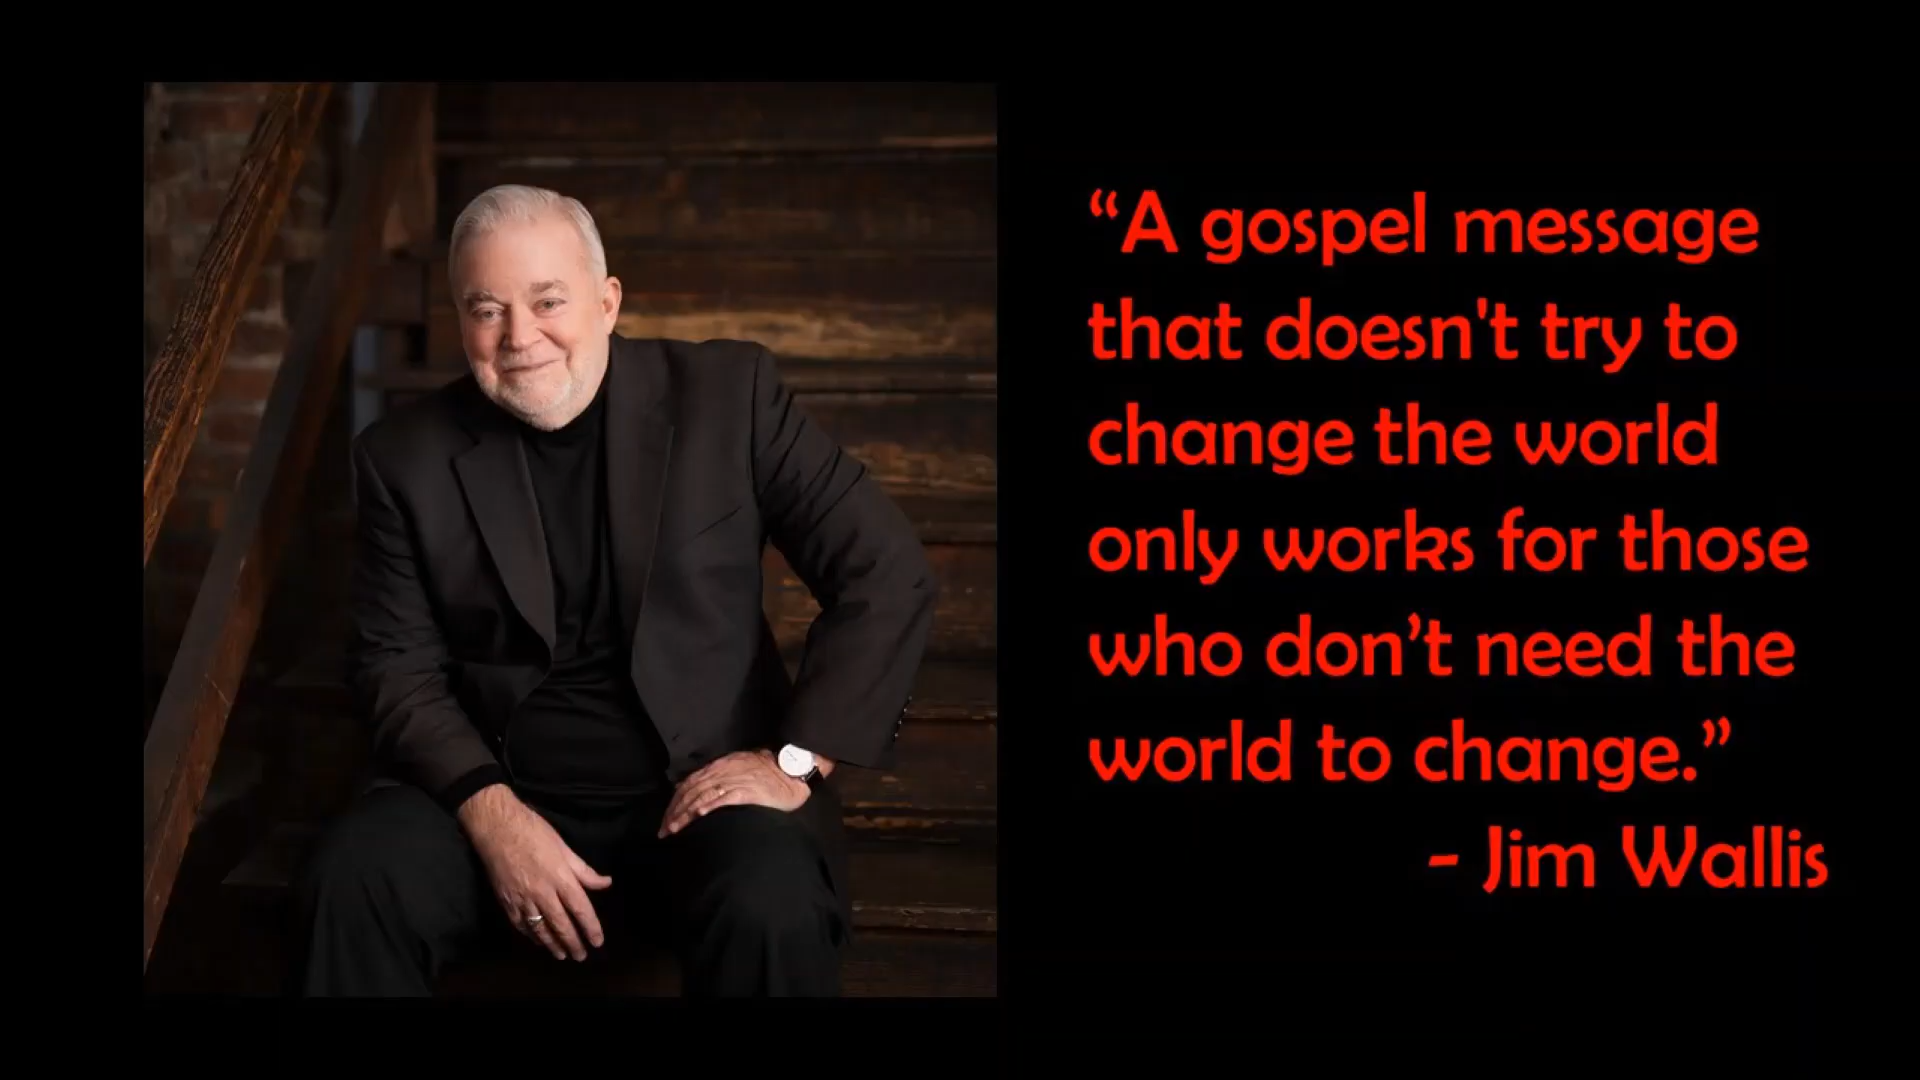 “A gospel message
that doesn't try to
change the world
only works for those
who don’t need the
world to change.”
- Jim Wallis